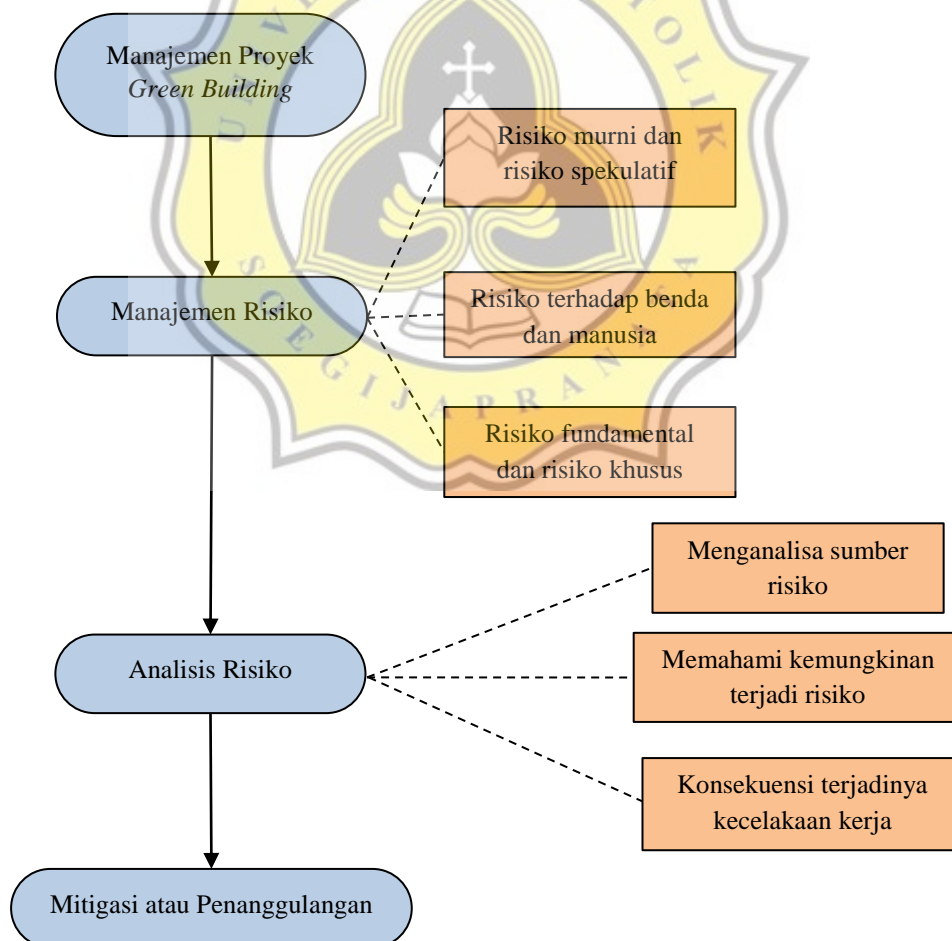 Manajemen Proyek
Green Building
Risiko murni dan
risiko spekulatif
Manajemen Risiko
Risiko terhadap benda
dan manusia
Risiko fundamental
dan risiko khusus
Menganalisa sumber
risiko
Analisis Risiko
Memahami kemungkinan
terjadi risiko
Konsekuensi terjadinya
kecelakaan kerja
Mitigasi atau Penanggulangan
SOEGIJAPRANATA